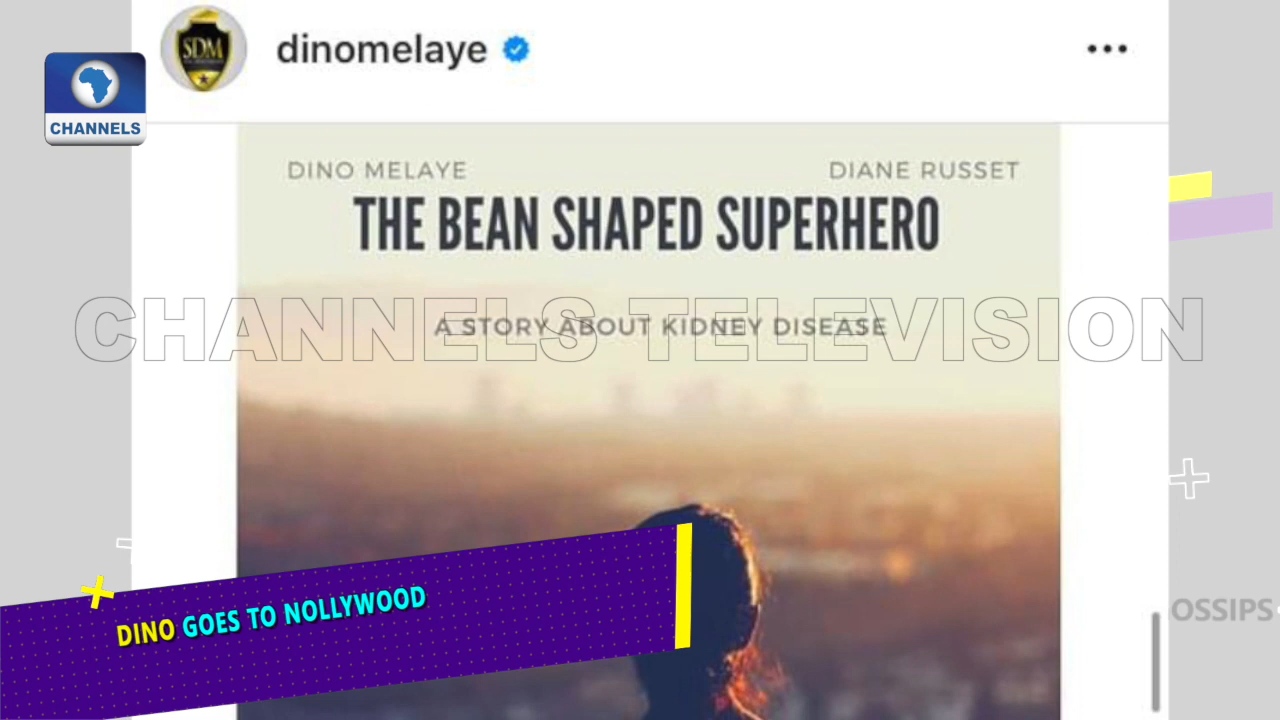 SDM
dinomelaye
CHANNELS
DINO MELAYE
DIANE RUSSET
THE BEAN SHAPED SUPERHERO
CHANNELS TELEVISION
A STORY ABOUT KIDNEY DISEASE
DINO GOES TO NOLLYWOOD
OSSIPS